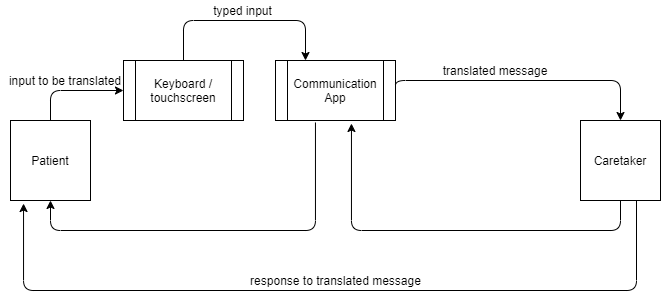 typed input
input to be translated
Keyboard /
touchscreen
Communication
App
translated message
Patient
Caretaker
response to translated message